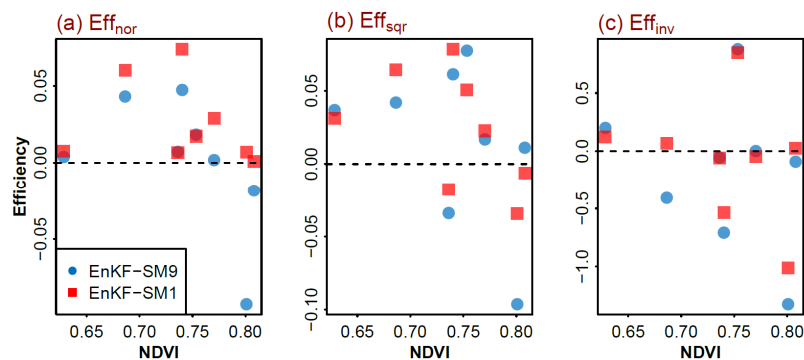 (a) Eff_nor
(b) Eff_sqr
(c) Eff_inv
Efficiency
0.05
0.00
−0.05
EnKF−SM9
EnKF−SM1
0.65 0.70 0.75 0.80
NDVI
0.05
0.00
−0.05
−0.10
0.65 0.70 0.75 0.80
NDVI
0.5
0.0
−0.5
−1.0
0.65 0.70 0.75 0.80
NDVI